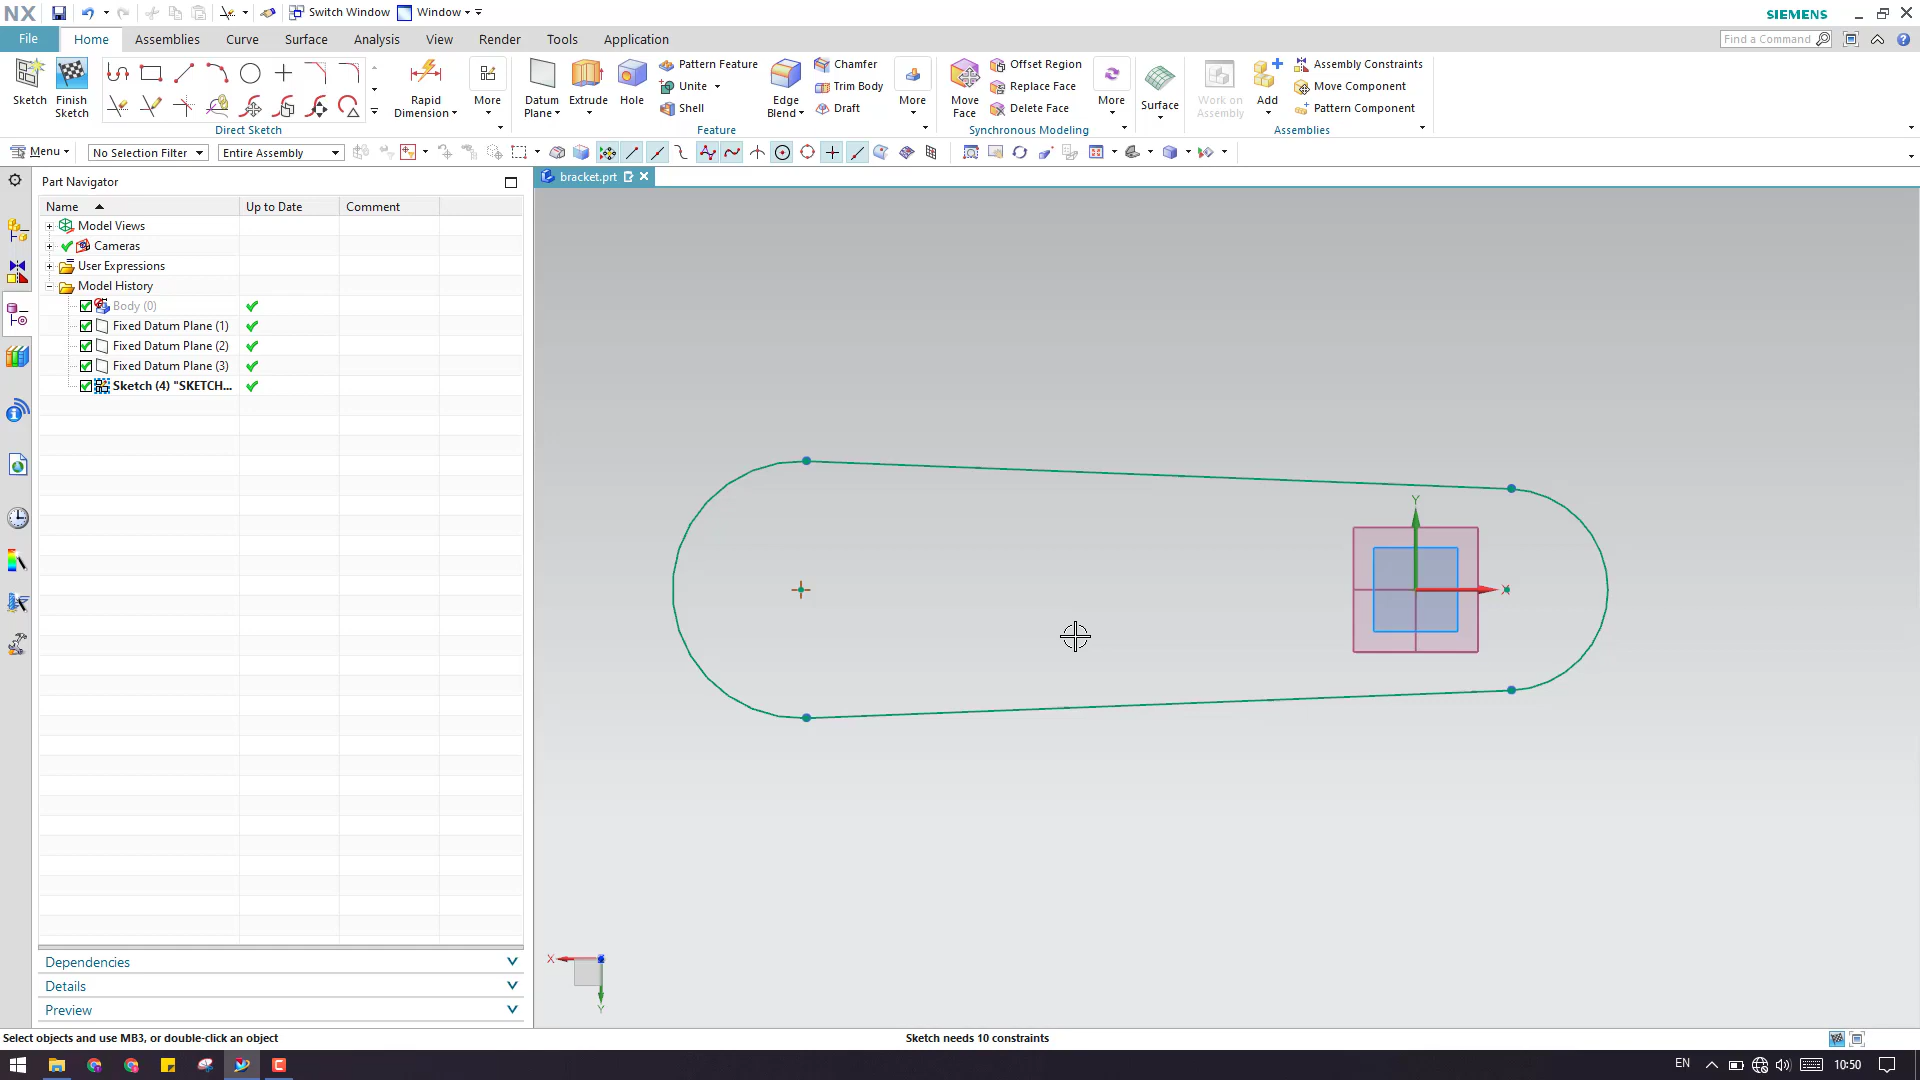 NX Switch Window Window SIEMENS
File Home Assemblies Curve Surface Analysis View Render Tools Application Find a Command
Sketch Finish Sketch Rapid Dimension More Datum Plane Extrude Hole Pattern Feature Unite Shell Edge Blend Chamfer Trim Body Draft More Move Face Offset Region Replace Face Delete Face More Surface Work on Assembly Add Assembly Constraints Move Component Pattern Component
Direct Sketch Feature Synchronous Modeling Assemblies
Menu No Selection Filter Entire Assembly
Part Navigator bracket.prt
Name Up to Date Comment
Model Views
Cameras
User Expressions
Model History
Body (0)
Fixed Datum Plane (1)
Fixed Datum Plane (2)
Fixed Datum Plane (3)
Sketch (4) "SKETCH...
Y
X
X
Y
Dependencies
Details
Preview
Select objects and use MB3, or double-click an object Sketch needs 10 constraints
EN 10:50